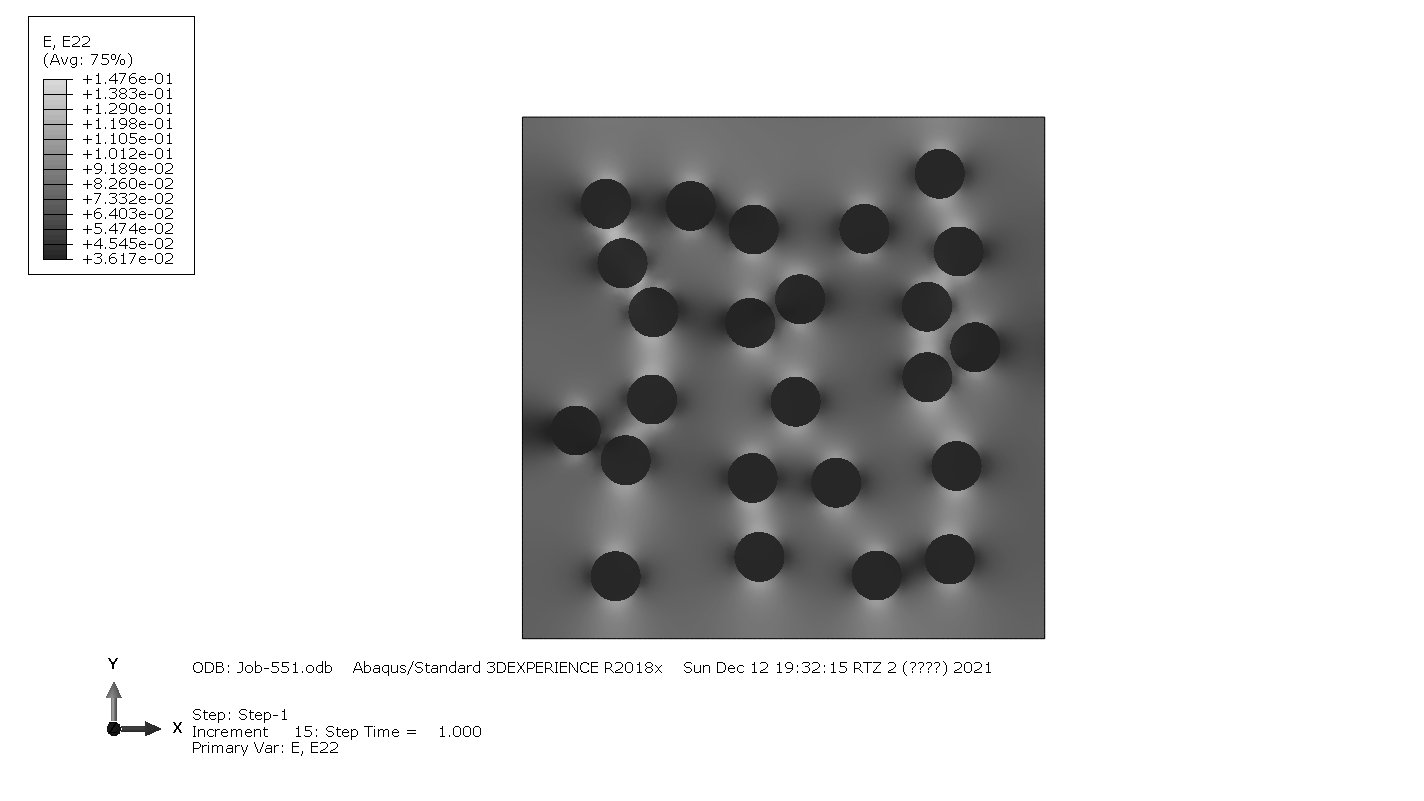 E, E22
(Avg: 75%)
+1.476e-01
+1.383e-01
+1.290e-01
+1.198e-01
+1.105e-01
+1.012e-01
+9.189e-02
+8.260e-02
+7.332e-02
+6.403e-02
+5.474e-02
+4.545e-02
+3.617e-02
Y
X
ODB: Job-551.odb    Abaqus/Standard 3DEXPERIENCE R2018x    Sun Dec 12 19:32:15 RTZ 2 (????) 2021
Step: Step-1
Increment     15: Step Time =    1.000
Primary Var: E, E22